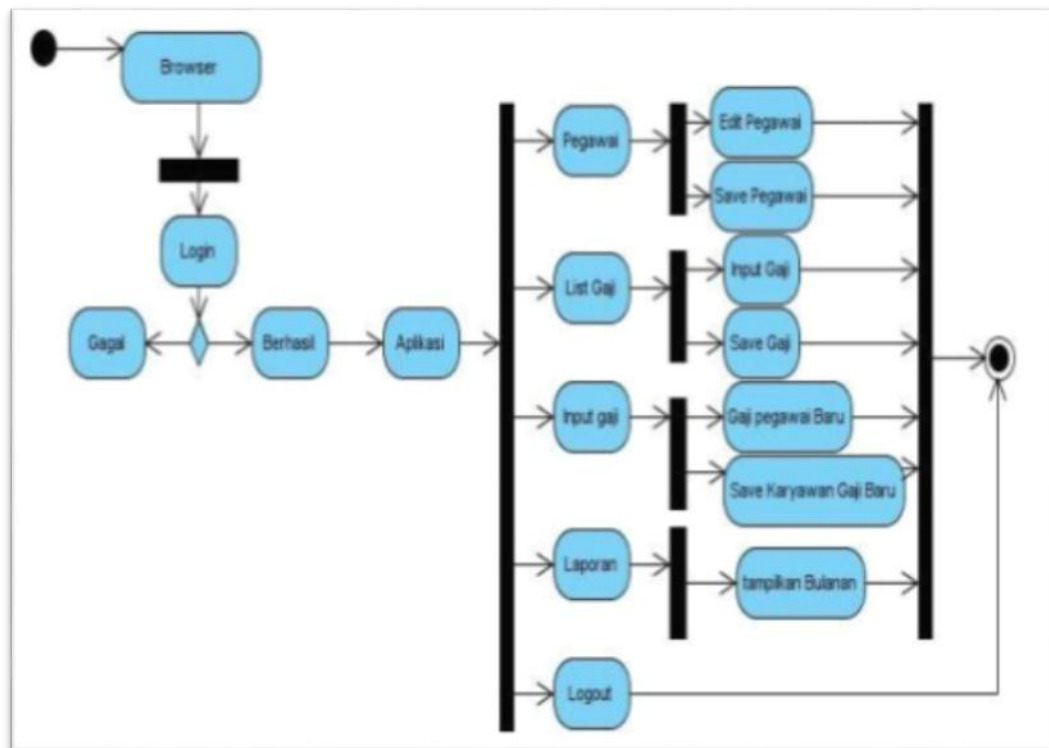 Browser
Login
Gagal
Berhasil
Aplikasi
Pegawai
Edit Pegawai
Save Pegawai
List Gaji
Input Gaji
Save Gaji
Input gaji
Gaji pegawai Baru
Save Karyawan Gaji Baru
Laporan
tampilkan Bulanan
Logout